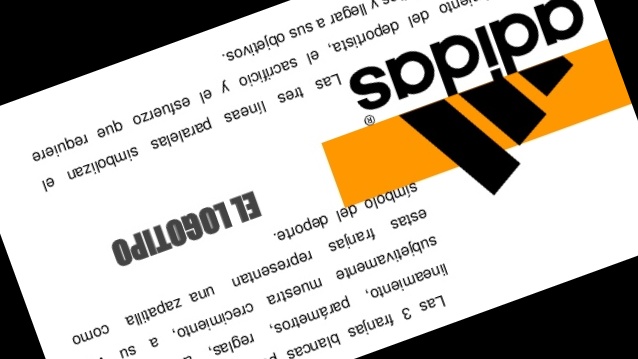 Las 3 franjas blancas
lineamiento, parámetros, reglas,
subjetivamente muestra crecimiento, a su
estas franjas representan una zapatilla como
símbolo del deporte.
EL LOGOTIPO
®
adidas
Las tres líneas paralelas simbolizan el
del deportista, el sacrificio y el esfuerzo que requiere
y llegar a sus objetivos.